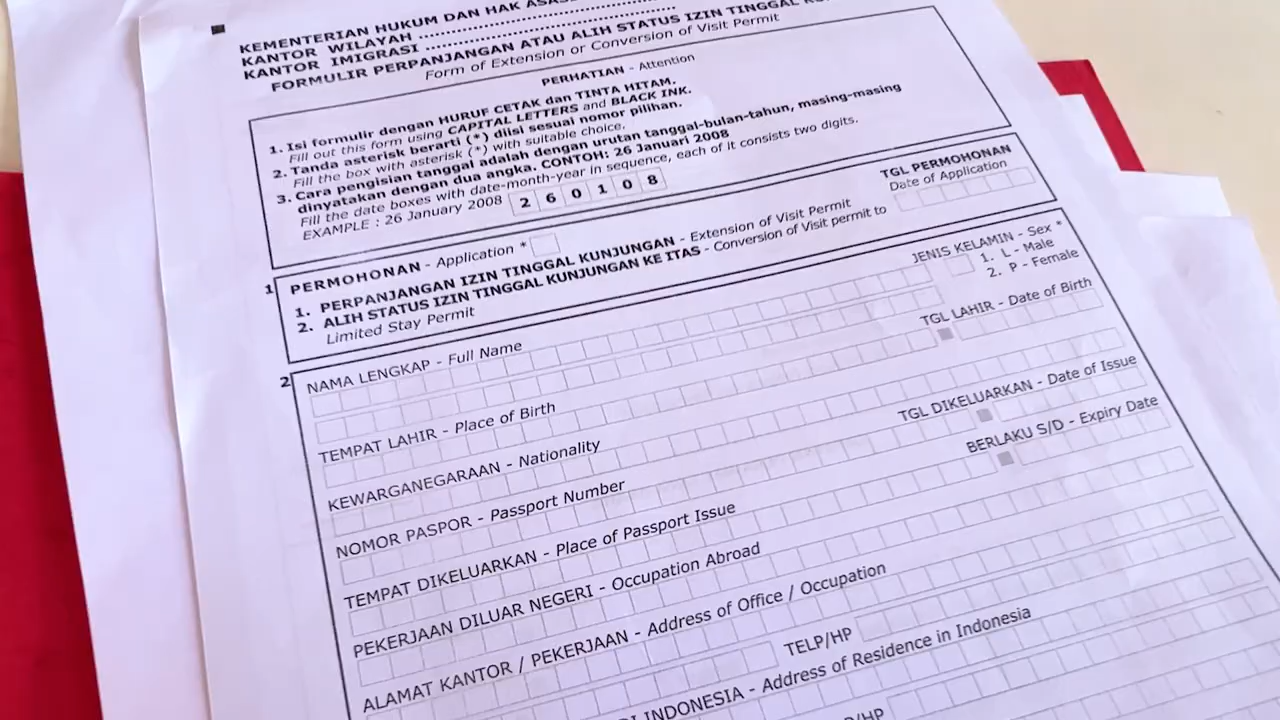 KEMENTERIAN HUKUM DAN HAK
KANTOR WILAYAH ........................
KANTOR IMIGRASI ........................
FORMULIR PERPANJANGAN ATAU ALIH STATUS IZIN TINGGAL
Form of Extension or Conversion of Visit Permit
PERHATIAN - Attention
1. Isi formulir dengan HURUF CETAK dan TINTA HITAM.
Fill out this form using CAPITAL LETTERS and BLACK INK.
2. Tanda asterisk berarti (*) diisi sesuai nomor pilihan.
Fill the box with asterisk (*) with suitable choice.
3. Cara pengisian tanggal adalah dengan urutan tanggal-bulan-tahun, masing-masing
dinyatakan dengan dua angka. CONTOH: 26 Januari 2008
Fill the date boxes with date-month-year in sequence, each of it consists two digits.
EXAMPLE : 26 January 2008 2 6 0 1 0 8
TGL PERMOHONAN
Date of Application
1 PERMOHONAN - Application *
1. PERPANJANGAN IZIN TINGGAL KUNJUNGAN - Extension of Visit Permit
2. ALIH STATUS IZIN TINGGAL KUNJUNGAN KE ITAS - Conversion of Visit permit to
Limited Stay Permit
JENIS KELAMIN - Sex *
1. L - Male
2. P - Female
2 NAMA LENGKAP - Full Name
TGL LAHIR - Date of Birth
TEMPAT LAHIR - Place of Birth
KEWARGANEGARAAN - Nationality
TGL DIKELUARKAN - Date of Issue
NOMOR PASPOR - Passport Number
BERLAKU S/D - Expiry Date
TEMPAT DIKELUARKAN - Place of Passport Issue
PEKERJAAN DILUAR NEGERI - Occupation Abroad
ALAMAT KANTOR / PEKERJAAN - Address of Office / Occupation
TELP/HP
INDONESIA - Address of Residence in Indonesia